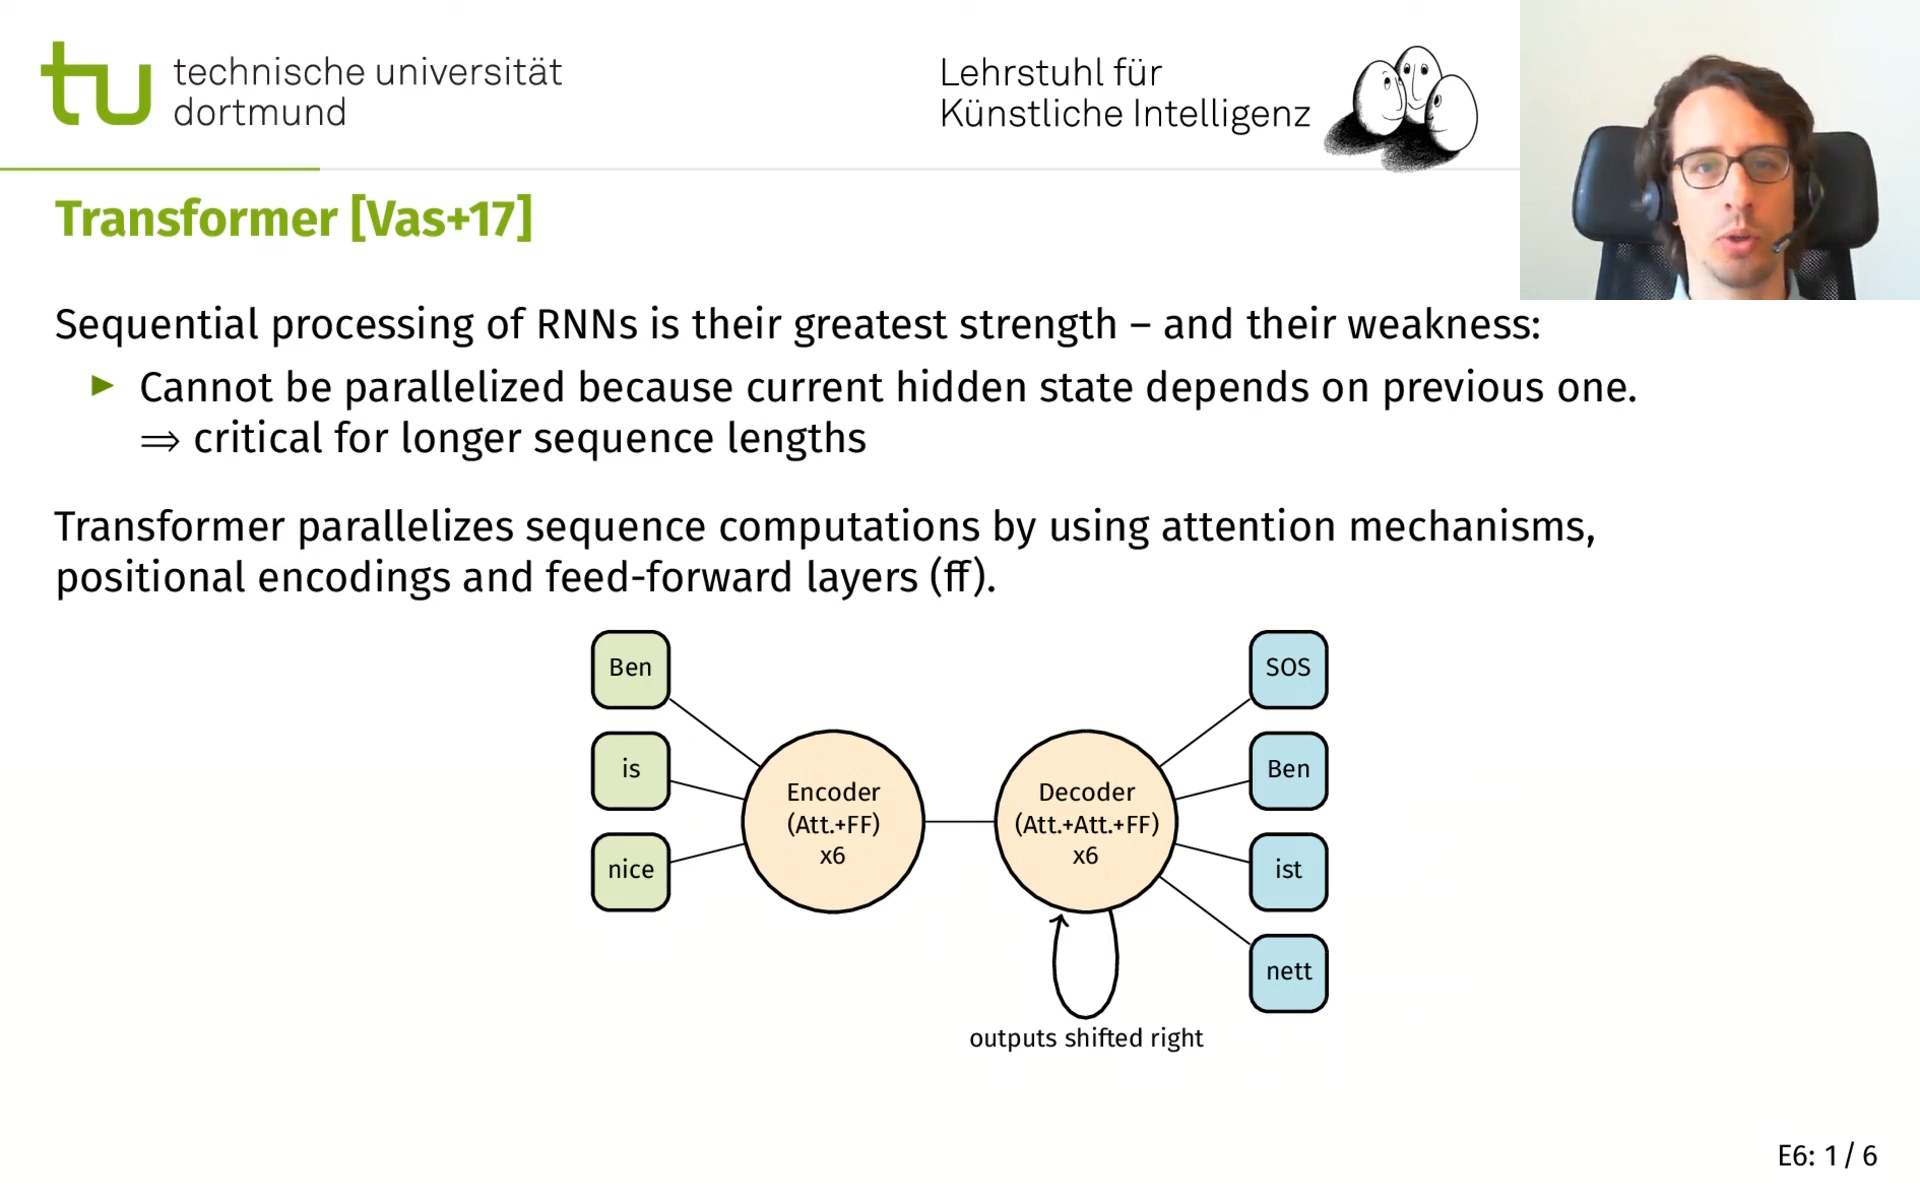 technische universität
dortmund
Lehrstuhl für
Künstliche Intelligenz
Transformer [Vas+17]
Sequential processing of RNNs is their greatest strength – and their weakness:
► Cannot be parallelized because current hidden state depends on previous one.
⇒ critical for longer sequence lengths
Transformer parallelizes sequence computations by using attention mechanisms,
positional encodings and feed-forward layers (ff).
Ben
is
nice
Encoder
(Att.+FF)
x6
Decoder
(Att.+Att.+FF)
x6
SOS
Ben
ist
nett
outputs shifted right
E6: 1 / 6